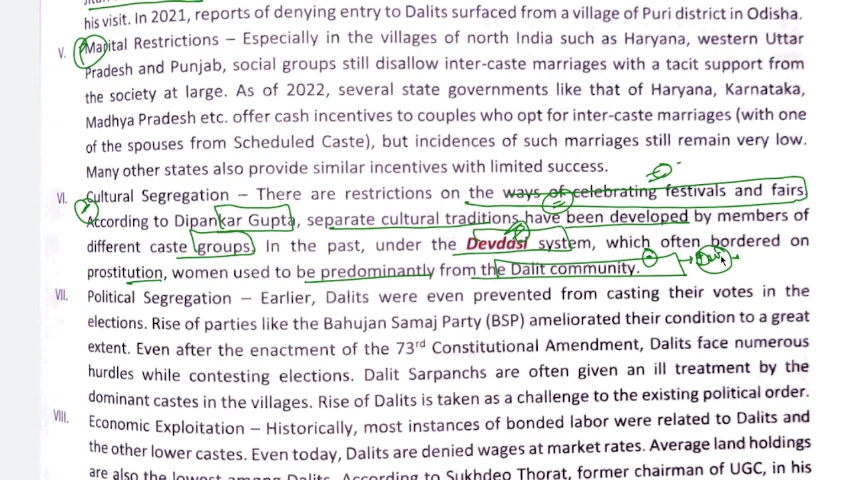 his visit. In 2021, reports of denying entry to Dalits surfaced from a village of Puri district in Odisha.
V. Marital Restrictions – Especially in the villages of north India such as Haryana, western Uttar
Pradesh and Punjab, social groups still disallow inter-caste marriages with a tacit support from
the society at large. As of 2022, several state governments like that of Haryana, Karnataka,
Madhya Pradesh etc. offer cash incentives to couples who opt for inter-caste marriages (with one
of the spouses from Scheduled Caste), but incidences of such marriages still remain very low.
Many other states also provide similar incentives with limited success.
VI. Cultural Segregation – There are restrictions on the ways of celebrating festivals and fairs
According to Dipankar Gupta, separate cultural traditions have been developed by members of
different caste groups. In the past, under the Devdasi system, which often bordered on
prostitution, women used to be predominantly from the Dalit community.
VII. Political Segregation – Earlier, Dalits were even prevented from casting their votes in the
elections. Rise of parties like the Bahujan Samaj Party (BSP) ameliorated their condition to a great
extent. Even after the enactment of the 73rd Constitutional Amendment, Dalits face numerous
hurdles while contesting elections. Dalit Sarpanchs are often given an ill treatment by the
dominant castes in the villages. Rise of Dalits is taken as a challenge to the existing political order.
VIII. Economic Exploitation – Historically, most instances of bonded labor were related to Dalits and
the other lower castes. Even today, Dalits are denied wages at market rates. Average land holdings
are also the lowest among Dalits. According to Sukhdeo Thorat, former chairman of UGC, in his